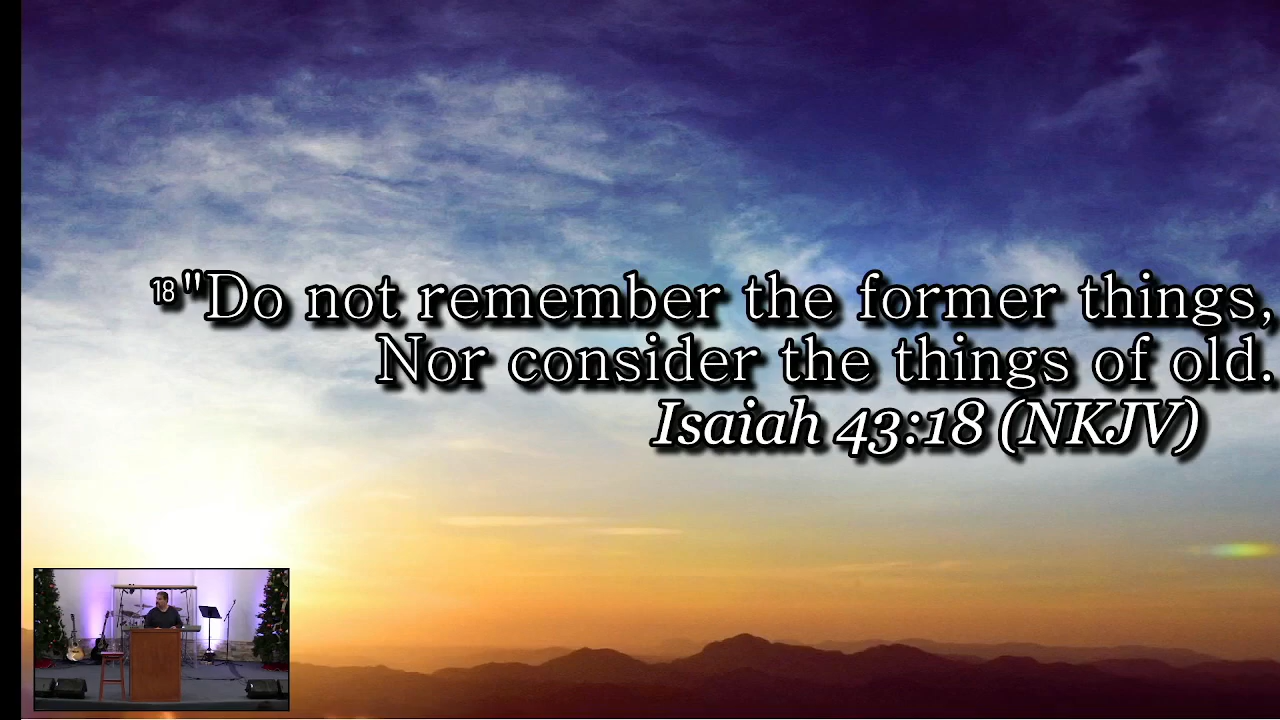 18"Do not remember the former things,
Nor consider the things of old.
Isaiah 43:18 (NKJV)